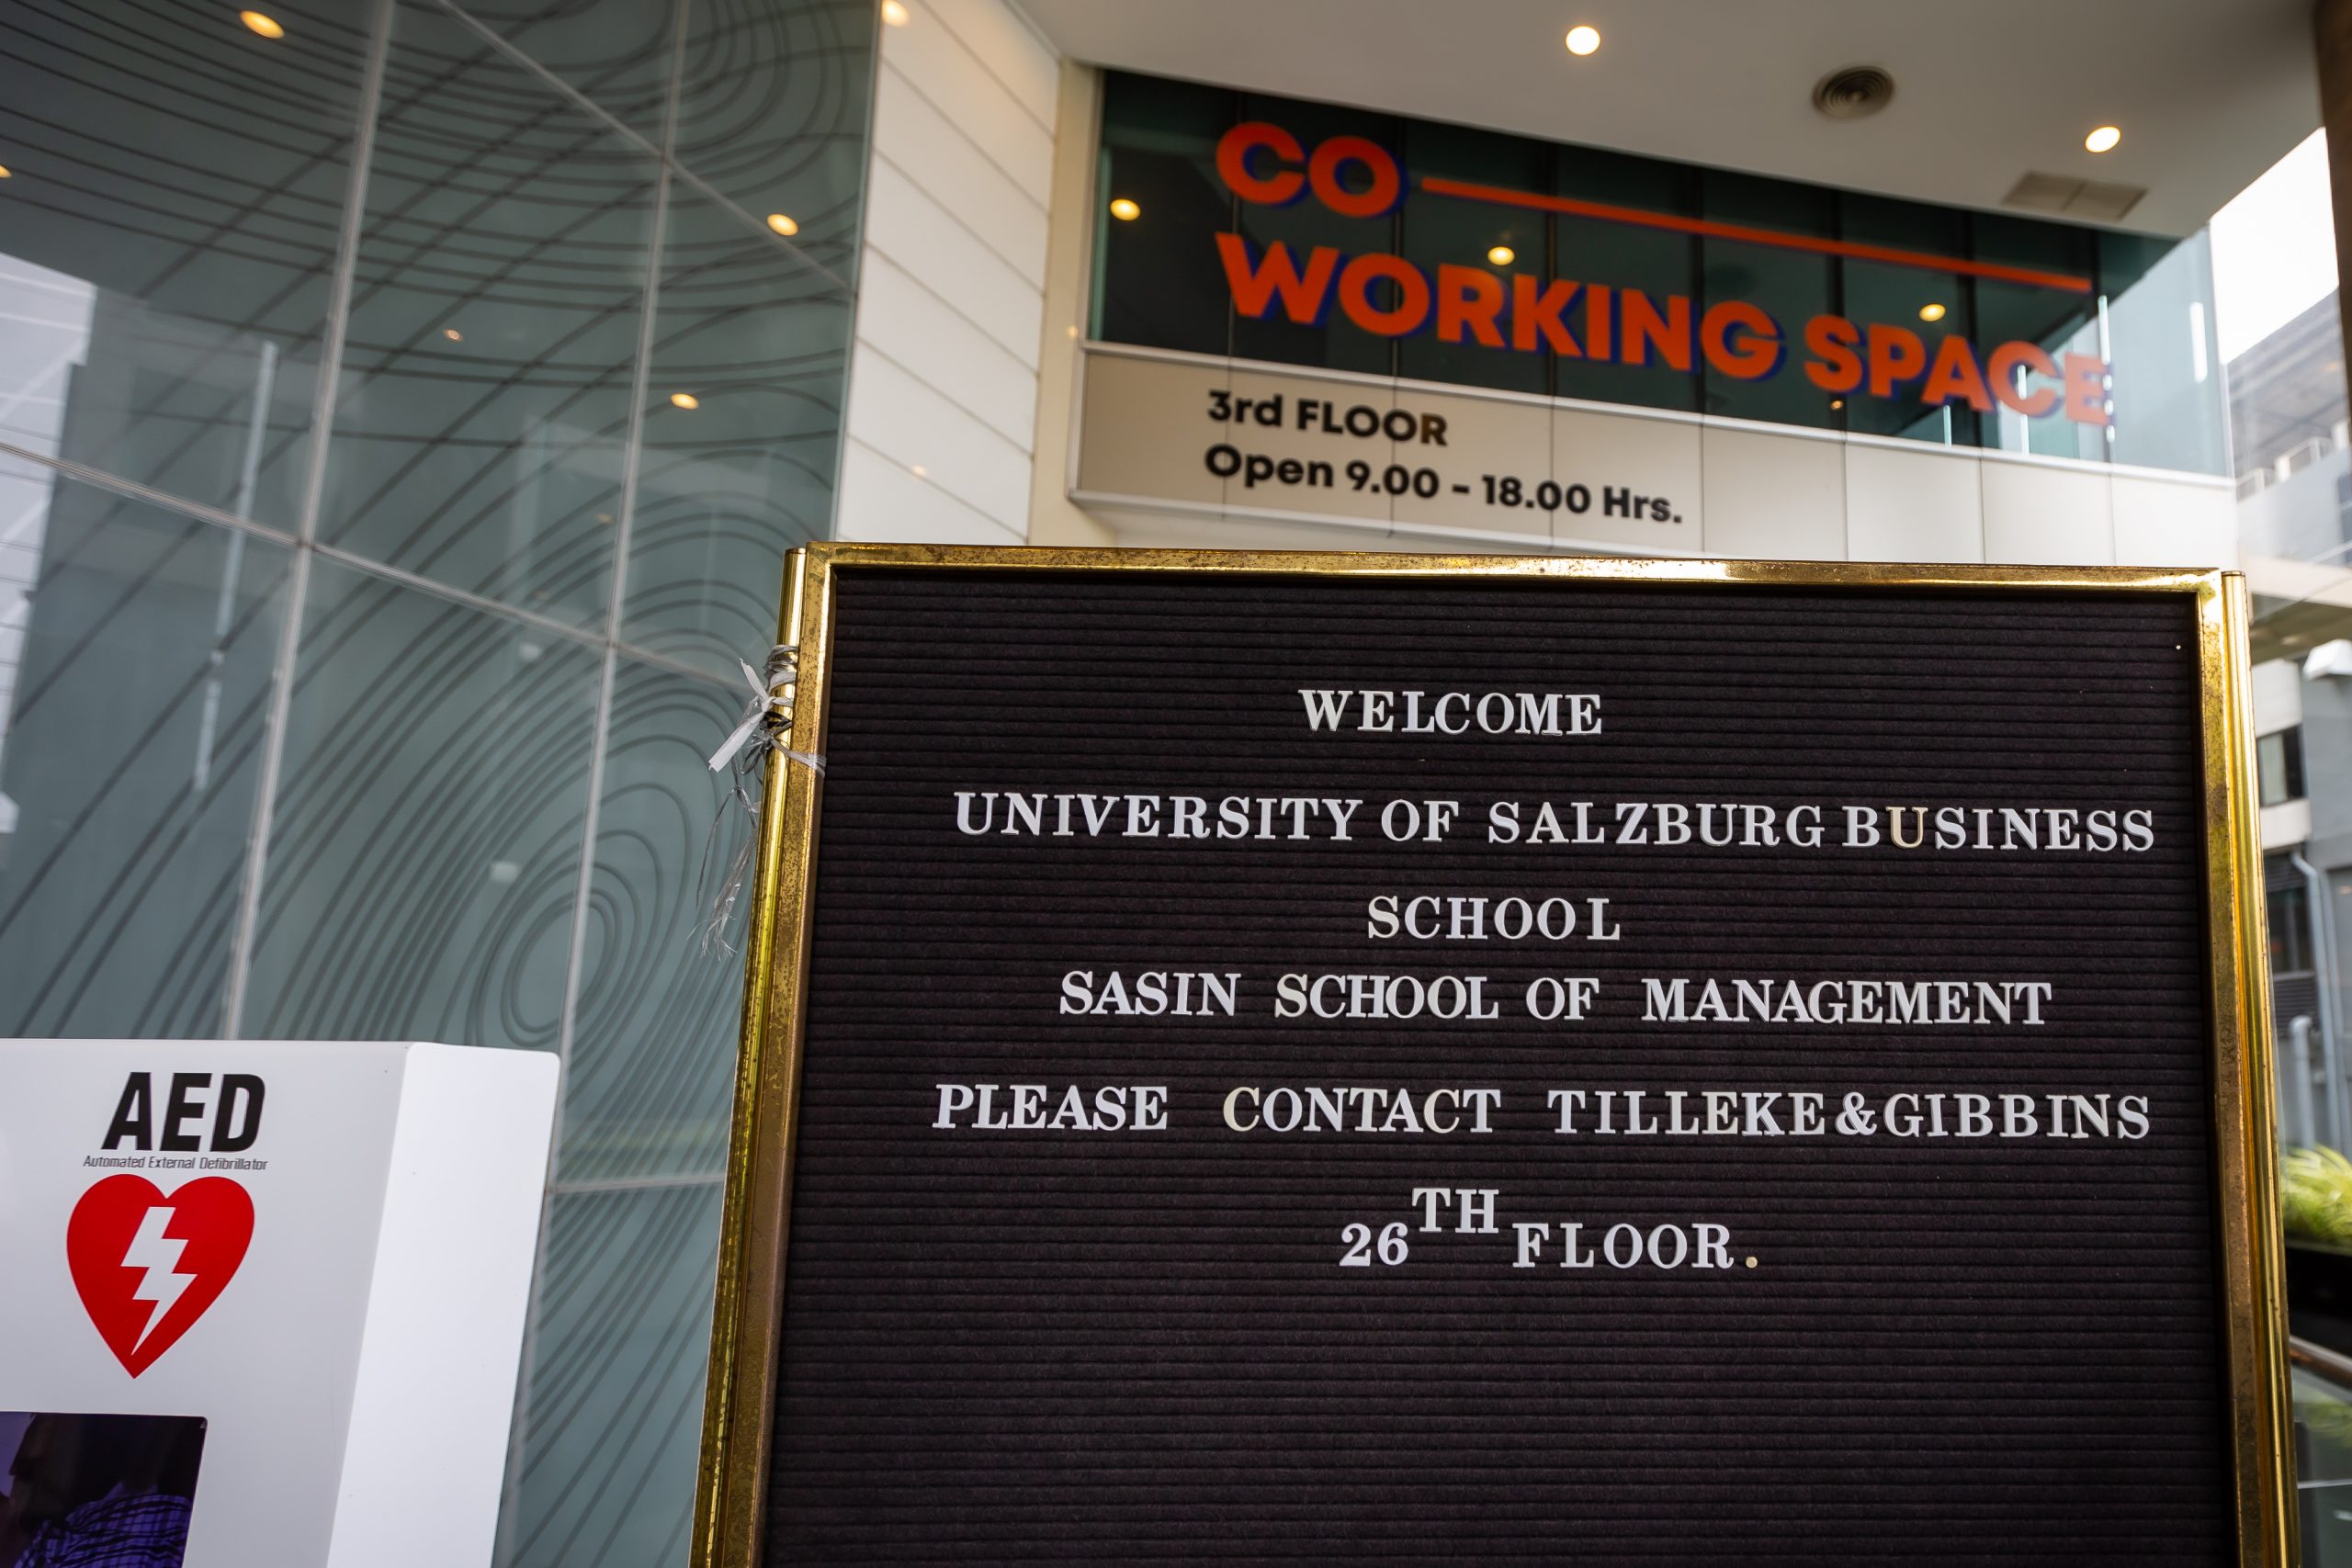 CO
WORKING SPACE
3rd FLOOR
Open 9.00 - 18.00 Hrs.
WELCOME
UNIVERSITY OF SALZBURG BUSINESS
SCHOOL
SASIN SCHOOL OF MANAGEMENT
PLEASE CONTACT TILLEKE&GIBBINS
26TH FLOOR.
AED
Automated External Defibrillator